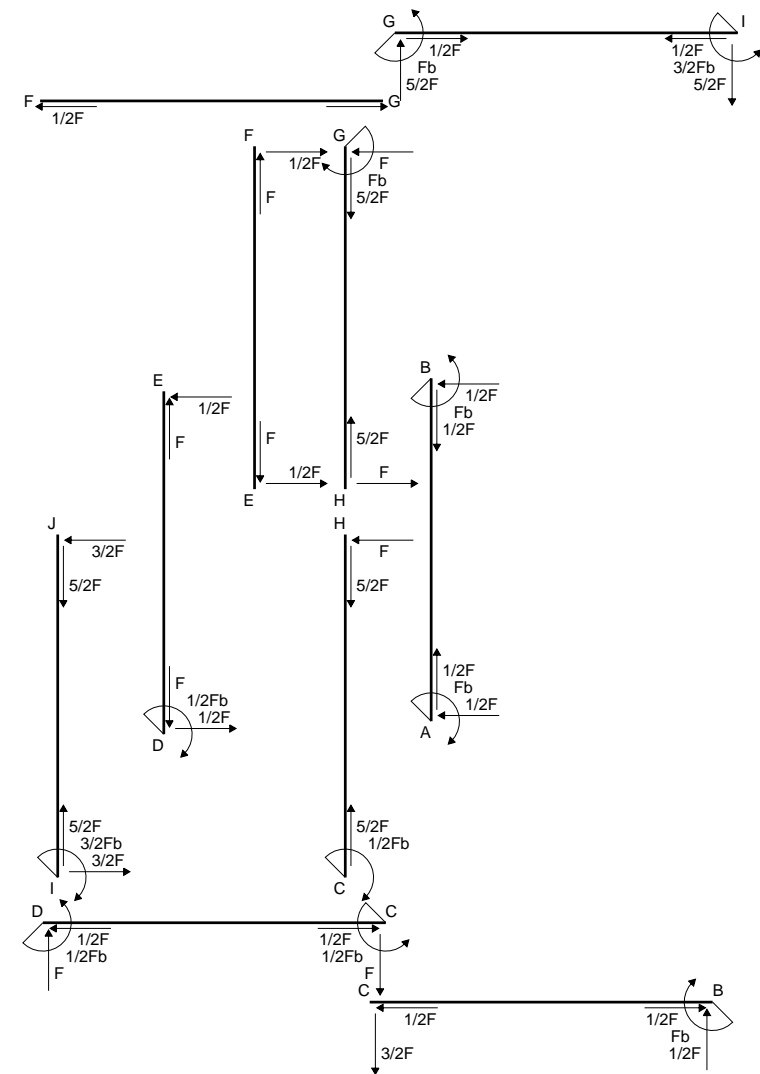 G I
1/2F 1/2F
Fb 3/2Fb
5/2F 5/2F
F G
1/2F
F G
1/2F F
Fb
F 5/2F
E B
1/2F 1/2F
Fb
F 1/2F
F 5/2F
1/2F F
E H
J H
3/2F F
5/2F 5/2F
F 1/2F
1/2Fb Fb
1/2F 1/2F
D A
5/2F 5/2F
3/2Fb 1/2Fb
3/2F
I C
D C
1/2F 1/2F
1/2Fb 1/2Fb
F F
C B
1/2F 1/2F
Fb
3/2F 1/2F